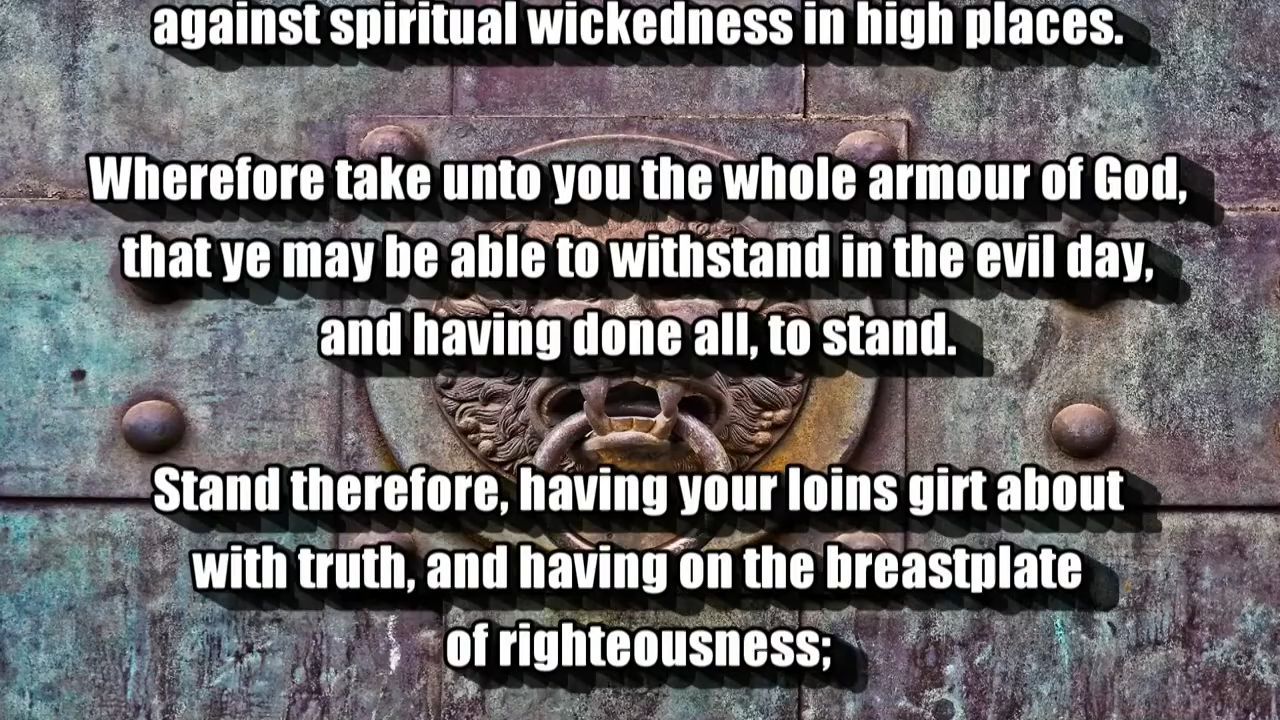 against spiritual wickedness in high places.
Wherefore take unto you the whole armour of God,
that ye may be able to withstand in the evil day,
and having done all, to stand.
Stand therefore, having your loins girt about
with truth, and having on the breastplate
of righteousness;